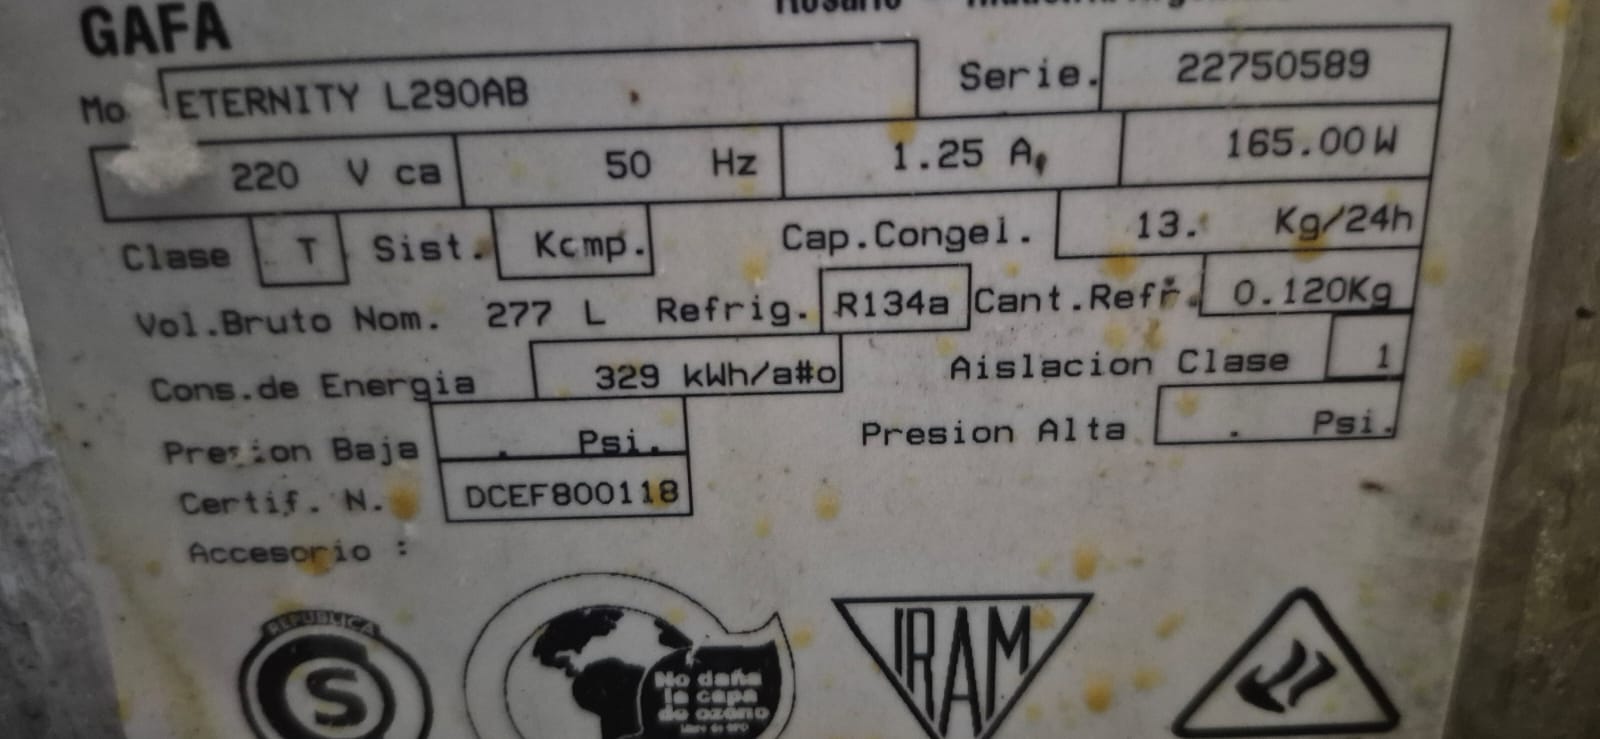 GAFA
Mo ETERNITY L290AB Serie. 22750589
220 V ca 50 Hz 1.25 A. 165.00W
Clase T Sist. Kcmp. Cap.Congel. 13. Kg/24h
Vol.Bruto Nom. 277 L Refrig. R134a Cant.Refr. 0.120Kg
Cons.de Energia 329 kWh/a#o Aislacion Clase 1
Presion Baja . Psi. Presion Alta . Psi.
Certif. N. DCEF800118
Accesorio :
REPUBLICA
S
No daña
la capa
de ozono
IRAM